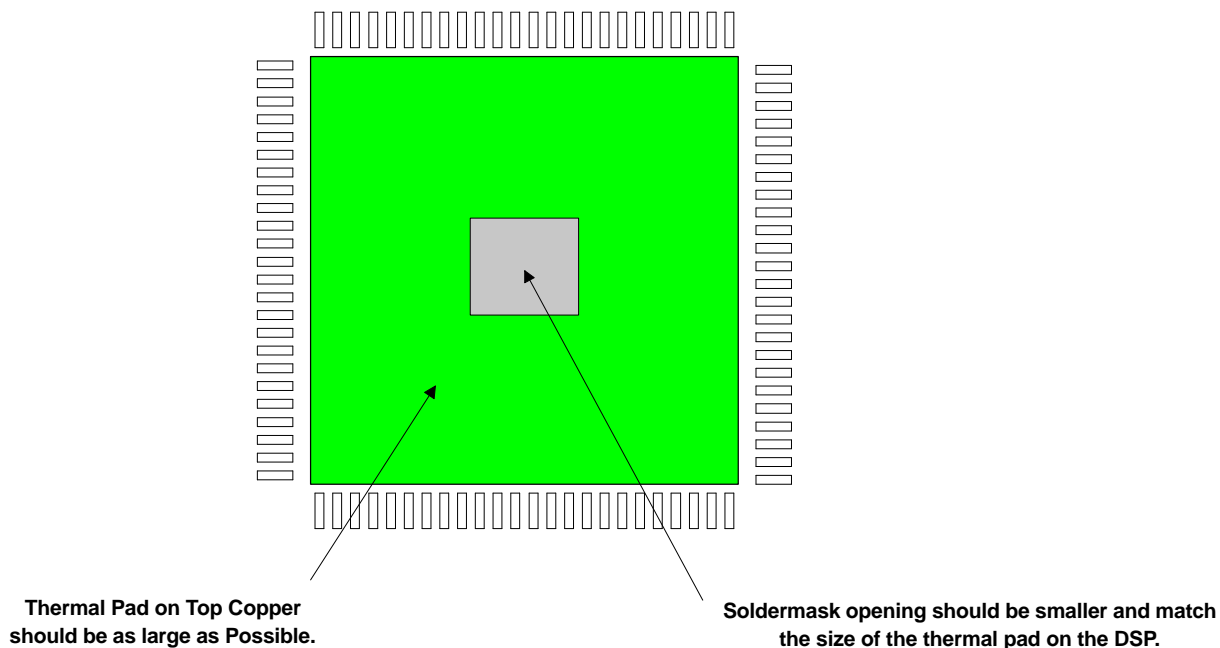 Thermal Pad on Top Copper
should be as large as Possible.
Soldermask opening should be smaller and match
the size of the thermal pad on the DSP.